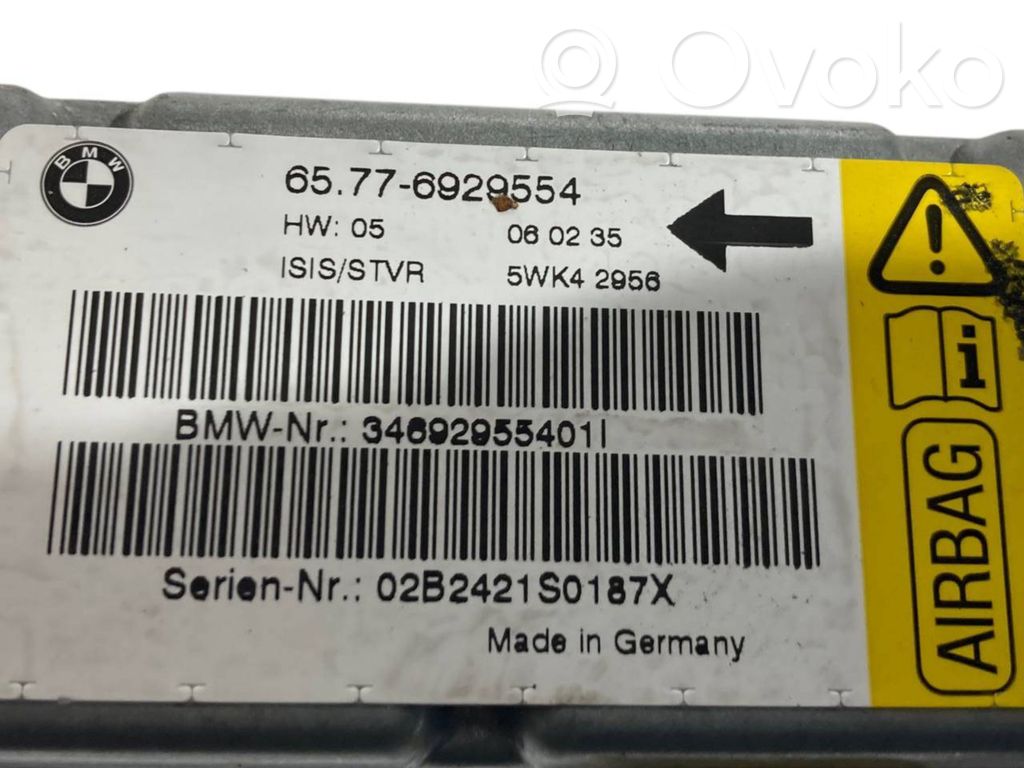 Ovoko
BMW
65.77-6929554
HW: 05 06 02 35
ISIS/STVR 5WK4 2956
BMW-Nr.: 34692955401I
Serien-Nr.: 02B2421S0187X
Made in Germany
i
AIRBAG